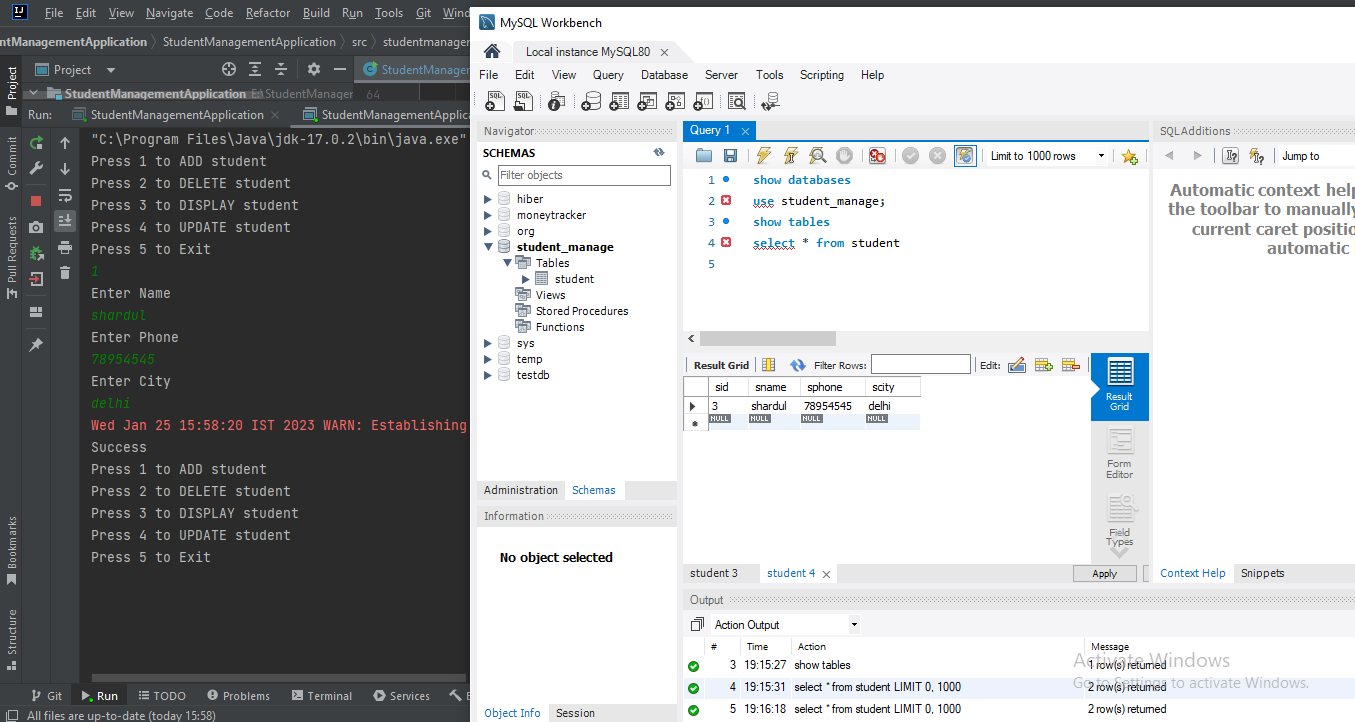 File Edit View Navigate Code Refactor Build Run Tools Git Wind
ntManagementApplication StudentManagementApplication src studentmanager
Project StudentManager
StudentManagementApplication E:\StudentManager 64
Run: StudentManagementApplication StudentManagementApplica
"C:\Program Files\Java\jdk-17.0.2\bin\java.exe"
Press 1 to ADD student
Press 2 to DELETE student
Press 3 to DISPLAY student
Press 4 to UPDATE student
Press 5 to Exit
1
Enter Name
shardul
Enter Phone
78954545
Enter City
delhi
Wed Jan 25 15:58:20 IST 2023 WARN: Establishing
Success
Press 1 to ADD student
Press 2 to DELETE student
Press 3 to DISPLAY student
Press 4 to UPDATE student
Press 5 to Exit
Project
Commit
Pull Requests
Bookmarks
Structure
Git Run TODO Problems Terminal Services
All files are up-to-date (today 15:58)
MySQL Workbench
Local instance MySQL80
File Edit View Query Database Server Tools Scripting Help
Navigator
SCHEMAS
Filter objects
hiber
moneytracker
org
student_manage
Tables
student
Views
Stored Procedures
Functions
sys
temp
testdb
Administration Schemas
Information
No object selected
Object Info Session
Query 1
Limit to 1000 rows
1 show databases
2 use student_manage;
3 show tables
4 select * from student
5
Result Grid Filter Rows: Edit:
sid sname sphone scity
3 shardul 78954545 delhi
NULL NULL NULL NULL
Result Grid
Form Editor
Field Types
student 3 student 4 Apply
SQLAdditions
Jump to
Automatic context help
the toolbar to manually
current caret positio
automatic
Context Help Snippets
Output
Action Output
# Time Action Message
3 19:15:27 show tables 1 row(s) returned
4 19:15:31 select * from student LIMIT 0, 1000 2 row(s) returned
5 19:16:18 select * from student LIMIT 0, 1000 2 row(s) returned
Activate Windows
Go to Settings to activate Windows.